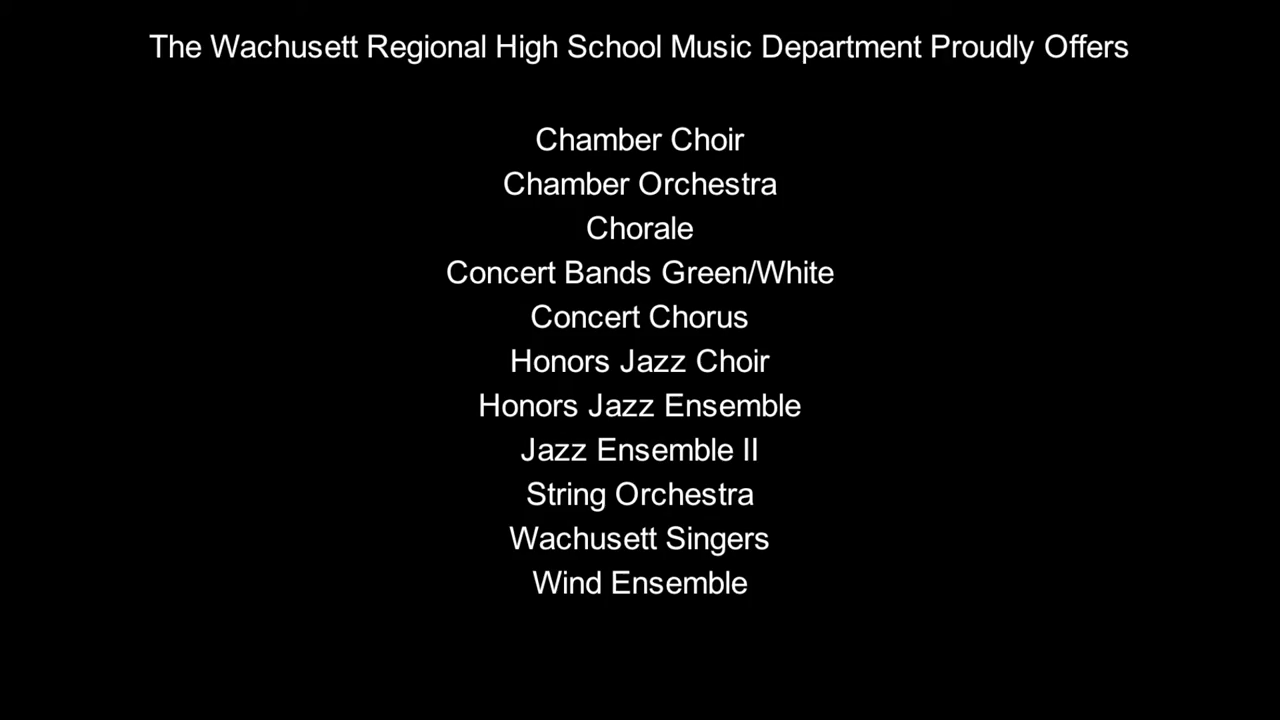 The Wachusett Regional High School Music Department Proudly Offers
Chamber Choir
Chamber Orchestra
Chorale
Concert Bands Green/White
Concert Chorus
Honors Jazz Choir
Honors Jazz Ensemble
Jazz Ensemble II
String Orchestra
Wachusett Singers
Wind Ensemble